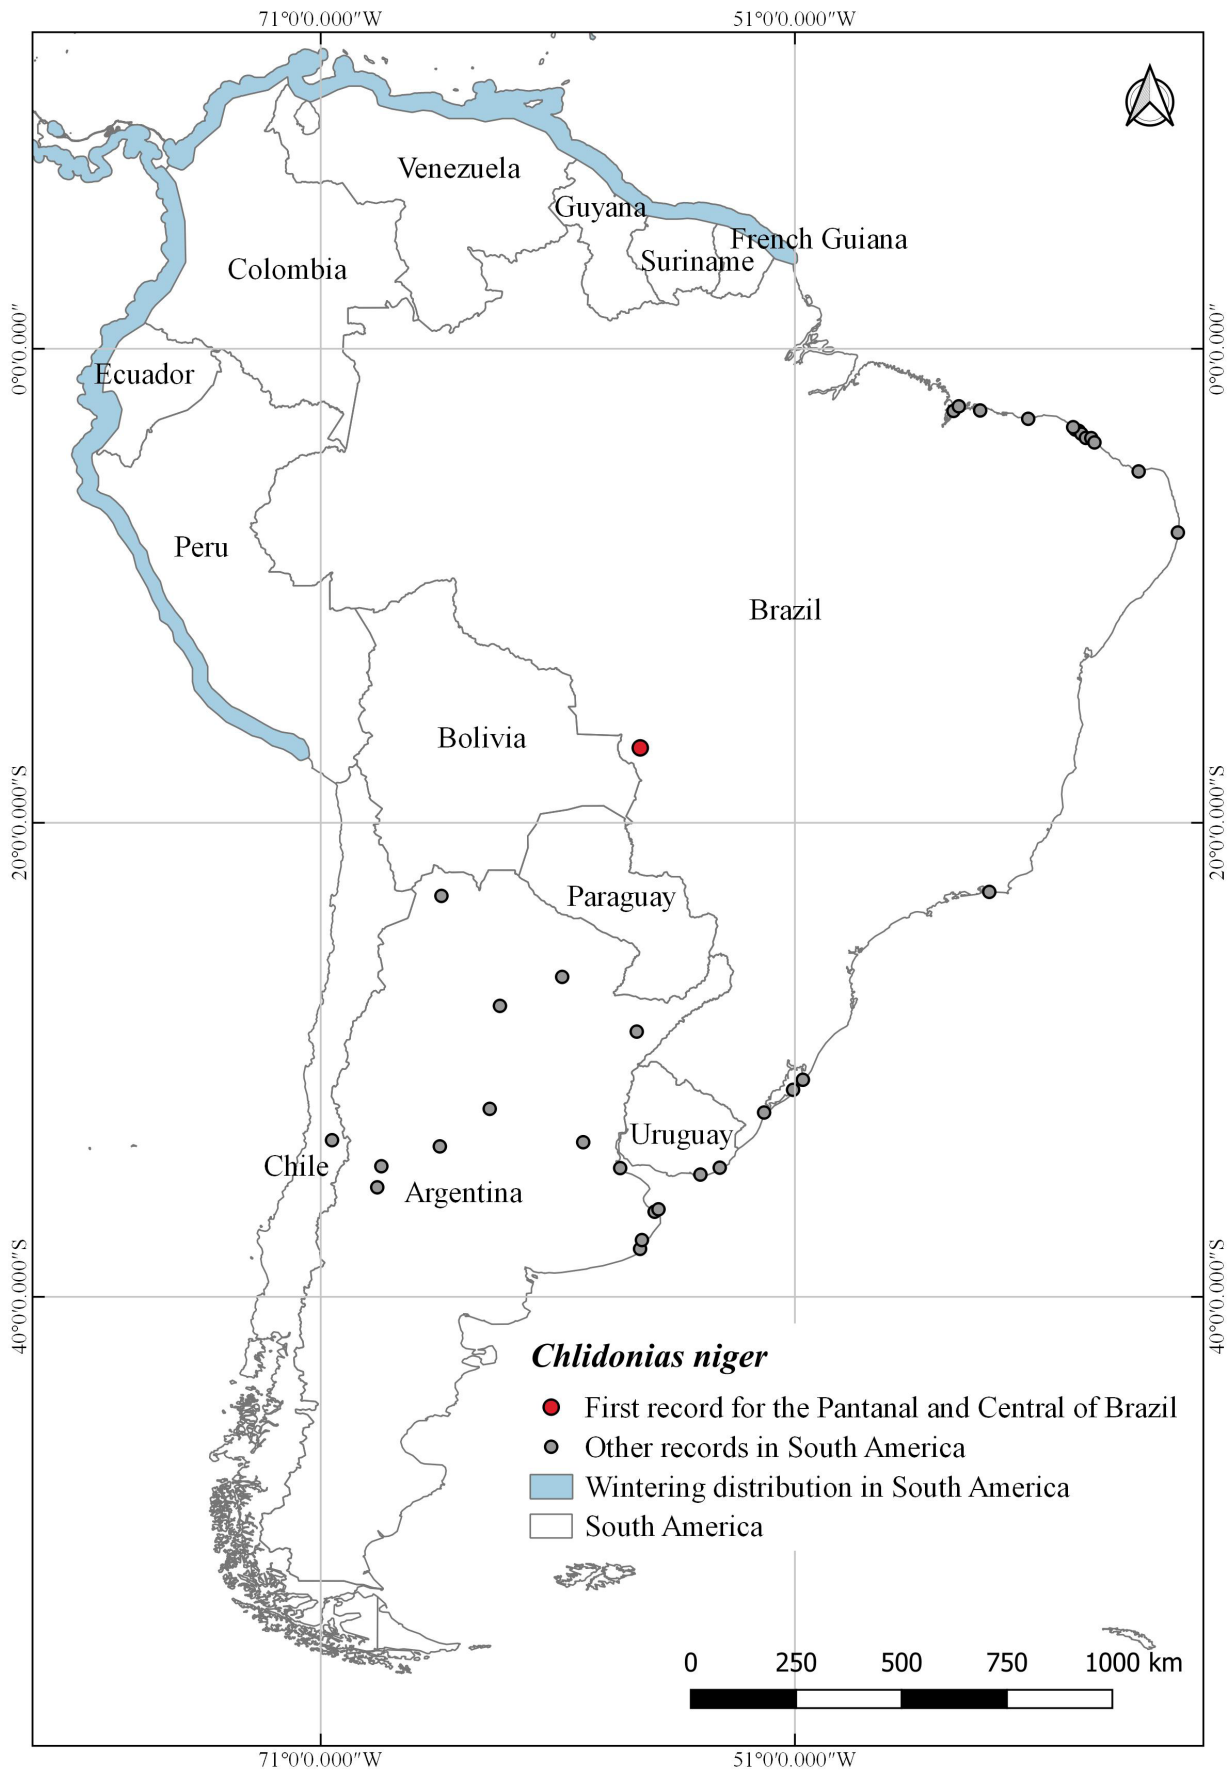 71°0'0.000"W
51°0'0.000"W
Venezuela
Guyana
French Guiana
Suriname
Colombia
0°0'0.000"
0°0'0.000"
Ecuador
Peru
Brazil
Bolivia
20°0'0.000"S
20°0'0.000"S
Paraguay
Uruguay
Chile
Argentina
40°0'0.000"S
40°0'0.000"S
Chlidonias niger
First record for the Pantanal and Central of Brazil
Other records in South America
Wintering distribution in South America
South America
0 250 500 750 1000 km
71°0'0.000"W
51°0'0.000"W